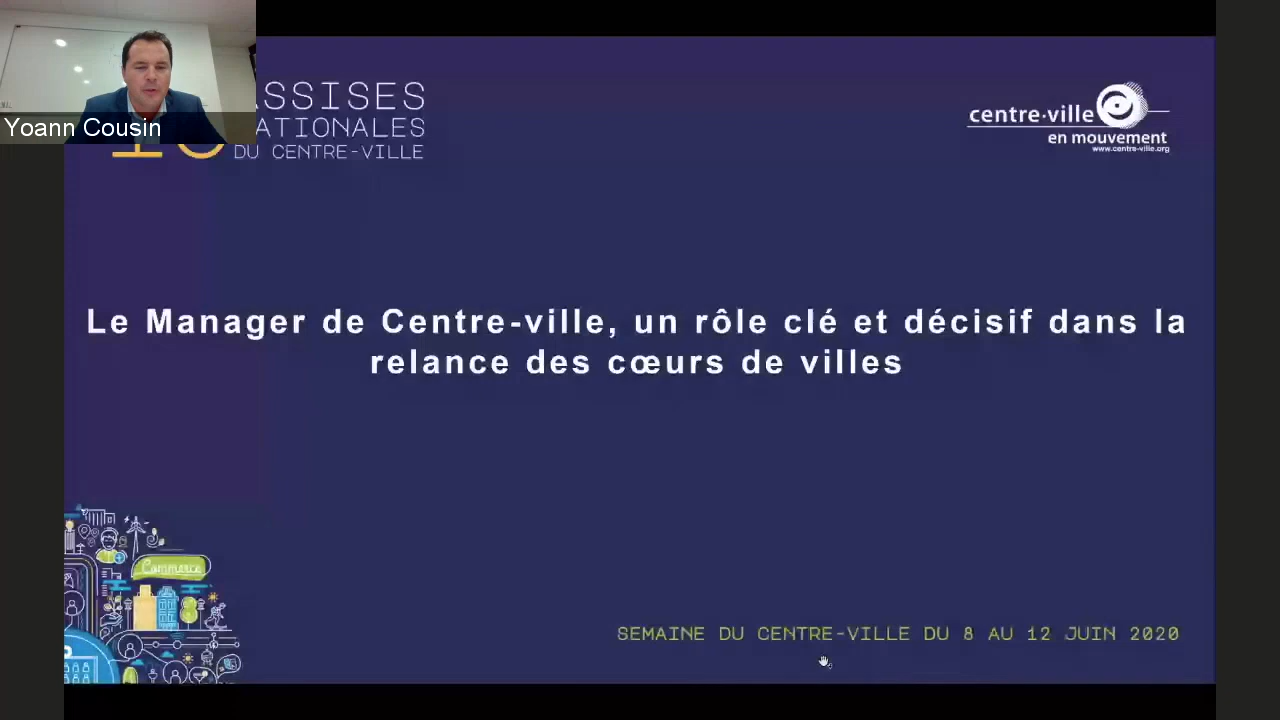 Yoann Cousin
SSISES
ATIONALES
DU CENTRE-VILLE
centre·ville
en mouvement
www.centre-ville.org
Le Manager de Centre-ville, un rôle clé et décisif dans la
relance des cœurs de villes
Commerce
SEMAINE DU CENTRE-VILLE DU 8 AU 12 JUIN 2020